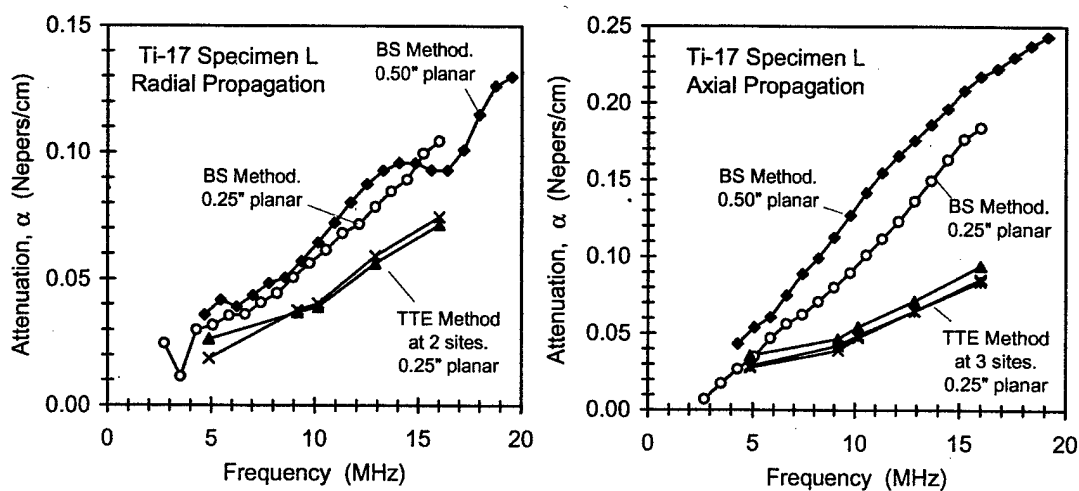 0.15
0.10
0.05
0.00
Attenuation, α (Nepers/cm)
Ti-17 Specimen L
Radial Propagation
BS Method.
0.50" planar
BS Method.
0.25" planar
TTE Method
at 2 sites.
0.25" planar
0 5 10 15 20
Frequency (MHz)
0.25
0.20
0.15
0.10
0.05
0.00
Attenuation, α (Nepers/cm)
Ti-17 Specimen L
Axial Propagation
BS Method.
0.50" planar
BS Method.
0.25" planar
TTE Method
at 3 sites.
0.25" planar
0 5 10 15 20
Frequency (MHz)